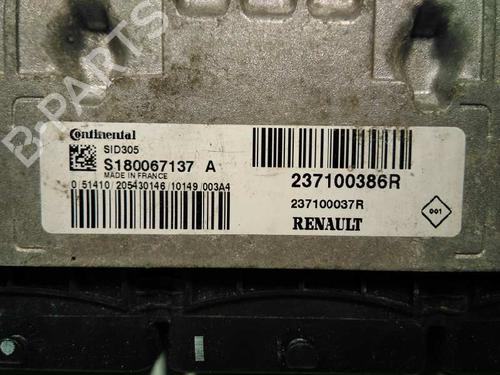 B-PARTS
Continental
SID305
S180067137 A
MADE IN FRANCE
0 51410 205430146 10149 003A4
237100386R
237100037R
RENAULT
001